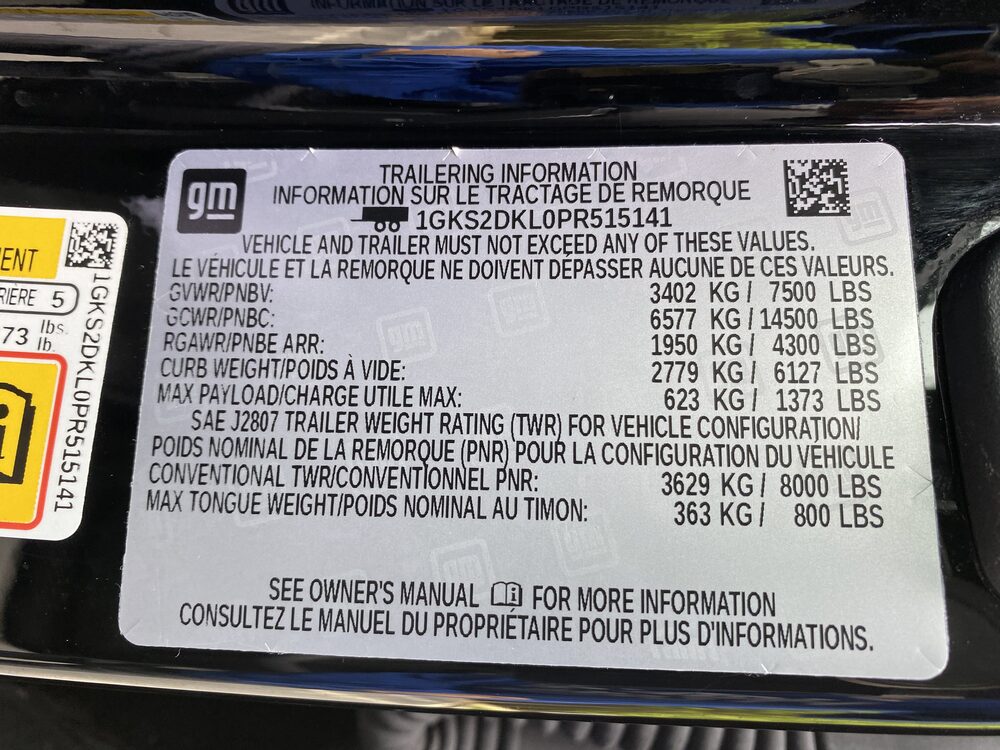 INFORMATION SUR LE TRACTAGE DE REMORQUE
gm
TRAILERING INFORMATION
INFORMATION SUR LE TRACTAGE DE REMORQUE
1GKS2DKL0PR515141
VEHICLE AND TRAILER MUST NOT EXCEED ANY OF THESE VALUES.
LE VÉHICULE ET LA REMORQUE NE DOIVENT DÉPASSER AUCUNE DE CES VALEURS.
GVWR/PNBV: 3402 KG / 7500 LBS
GCWR/PNBC: 6577 KG / 14500 LBS
RGAWR/PNBE ARR: 1950 KG / 4300 LBS
CURB WEIGHT/POIDS À VIDE: 2779 KG / 6127 LBS
MAX PAYLOAD/CHARGE UTILE MAX: 623 KG / 1373 LBS
SAE J2807 TRAILER WEIGHT RATING (TWR) FOR VEHICLE CONFIGURATION/
POIDS NOMINAL DE LA REMORQUE (PNR) POUR LA CONFIGURATION DU VÉHICULE
CONVENTIONAL TWR/CONVENTIONNEL PNR: 3629 KG / 8000 LBS
MAX TONGUE WEIGHT/POIDS NOMINAL AU TIMON: 363 KG / 800 LBS
SEE OWNER'S MANUAL FOR MORE INFORMATION
CONSULTEZ LE MANUEL DU PROPRIÉTAIRE POUR PLUS D'INFORMATIONS.
5
73 lbs.
lb.
1GKS2DKL0PR515141